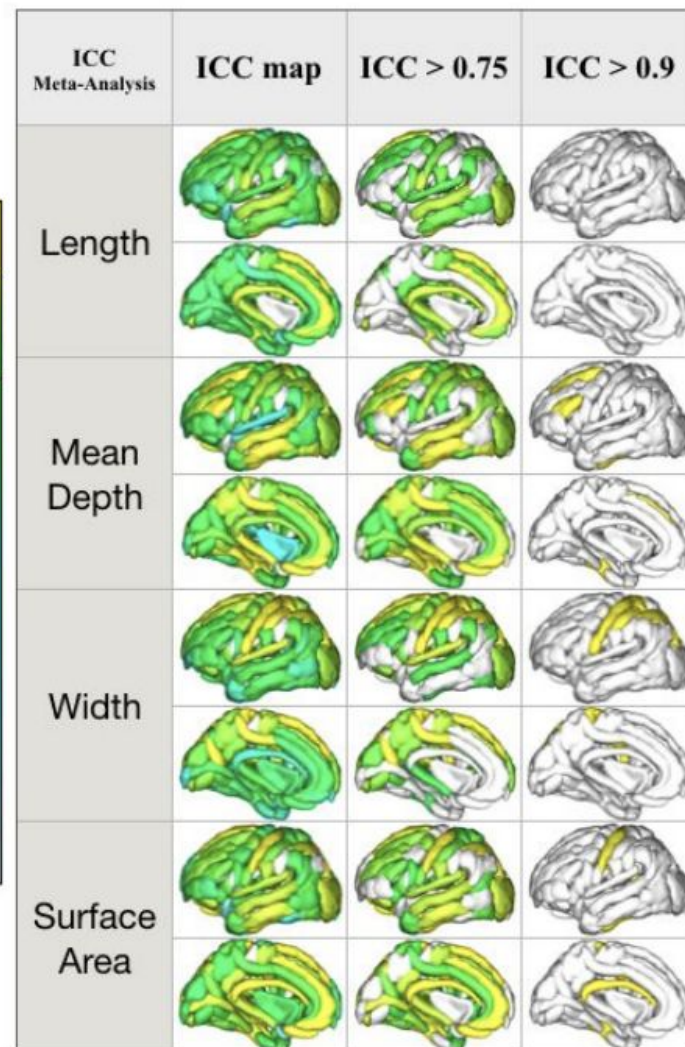 ICC
Meta-Analysis
ICC map
ICC > 0.75
ICC > 0.9
Length
Mean
Depth
Width
Surface
Area